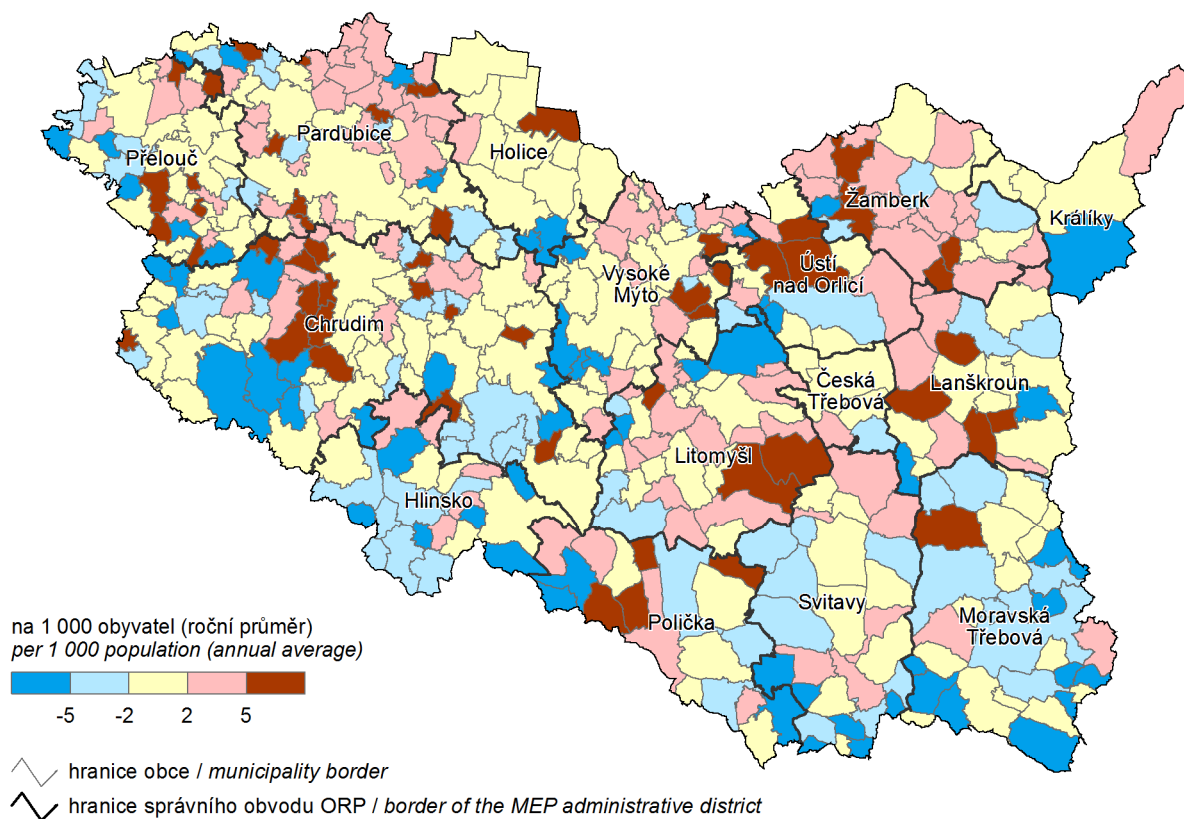 Pardubice
Holice
Přelouč
Žamberk
Králíky
Ústí
nad Orlicí
Vysoké
Mýto
Chrudim
Česká
Třebová
Lanškroun
Litomyšl
Hlinsko
Svitavy
Polička
Moravská
Třebová
na 1 000 obyvatel (roční průměr)
per 1 000 population (annual average)
-5 -2 2 5
hranice obce / municipality border
hranice správního obvodu ORP / border of the MEP administrative district